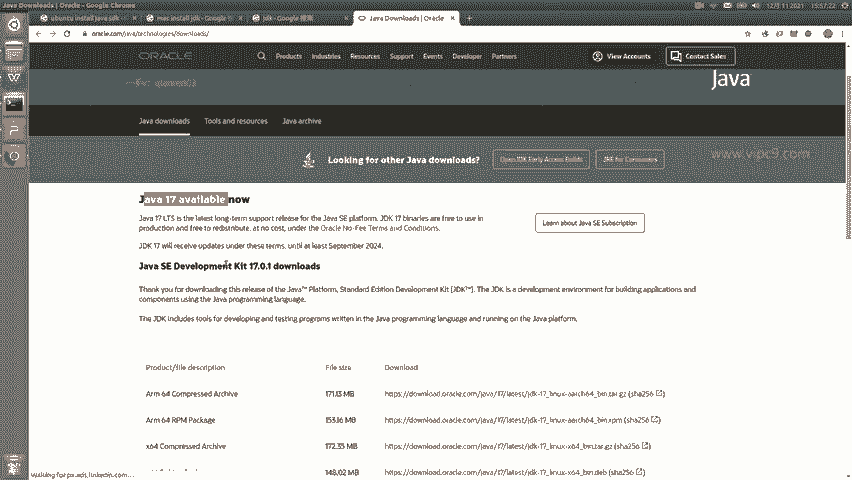 Java Downloads | Oracle - Google Chrome
12月 11 2021 15:57:22
ubuntu install java sdk
mac install jdk - Google
jdk - Google 搜索
Java Downloads | Oracle
oracle.com/java/technologies/downloads/
ORACLE
Products Industries Resources Support Events Developer Partners
View Accounts
Contact Sales
Java
Java downloads Tools and resources Java archive
Looking for other Java downloads?
OpenJDK Early Access Builds
JRE for Consumers
www.vipc9.com
Java 17 available now
Java 17 LTS is the latest long-term support release for the Java SE platform. JDK 17 binaries are free to use in
production and free to redistribute, at no cost, under the Oracle No-Fee Terms and Conditions.
Learn about Java SE Subscription
JDK 17 will receive updates under these terms, until at least September 2024.
Java SE Development Kit 17.0.1 downloads
Thank you for downloading this release of the Java™ Platform, Standard Edition Development Kit (JDK™). The JDK is a development environment for building applications and
components using the Java programming language.
The JDK includes tools for developing and testing programs written in the Java programming language and running on the Java platform.
Product/file description File size Download
Arm 64 Compressed Archive 171.13 MB https://download.oracle.com/java/17/latest/jdk-17_linux-aarch64_bin.tar.gz (sha256)
Arm 64 RPM Package 153.16 MB https://download.oracle.com/java/17/latest/jdk-17_linux-aarch64_bin.rpm (sha256)
x64 Compressed Archive 172.35 MB https://download.oracle.com/java/17/latest/jdk-17_linux-x64_bin.tar.gz (sha256)
148.02 MB https://download.oracle.com/java/17/latest/jdk-17_linux-x64_bin.deb (sha256)